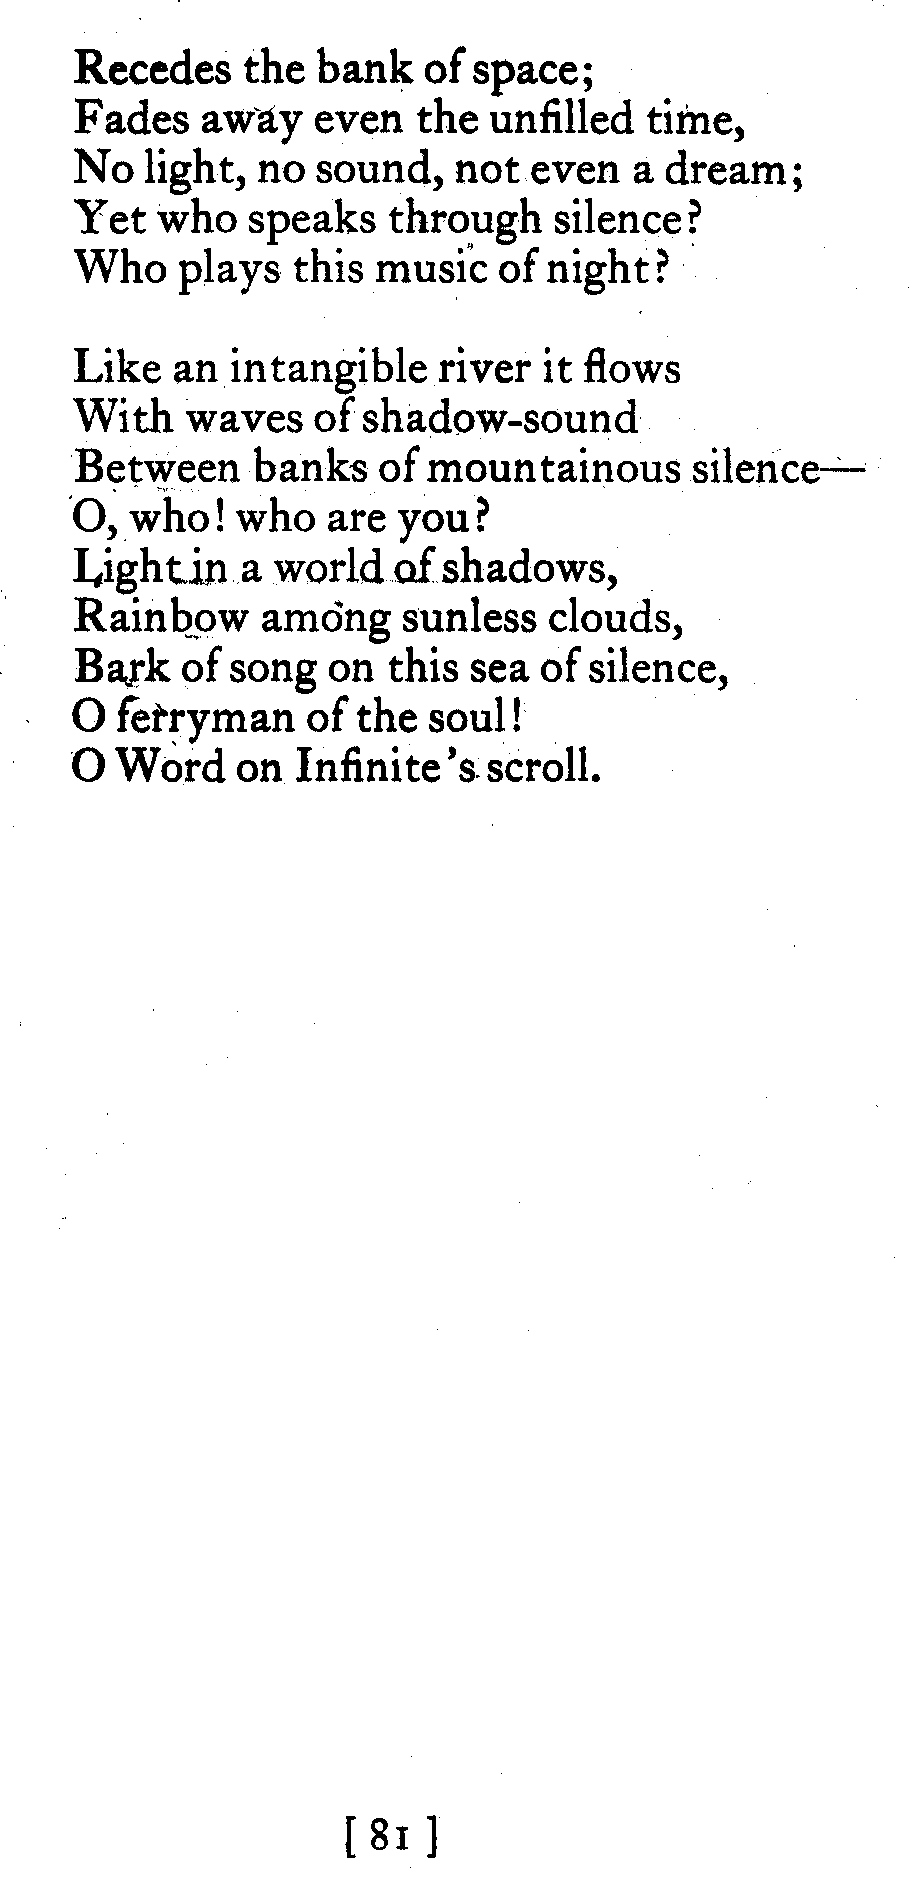 Recedes the bank of space;
Fades away even the unfilled time,
No light, no sound, not even a dream;
Yet who speaks through silence?
Who plays this music of night?

Like an intangible river it flows
With waves of shadow-sound
Between banks of mountainous silence—
O, who! who are you?
Light in a world of shadows,
Rainbow among sunless clouds,
Bark of song on this sea of silence,
O ferryman of the soul!
O Word on Infinite's scroll.

[ 81 ]